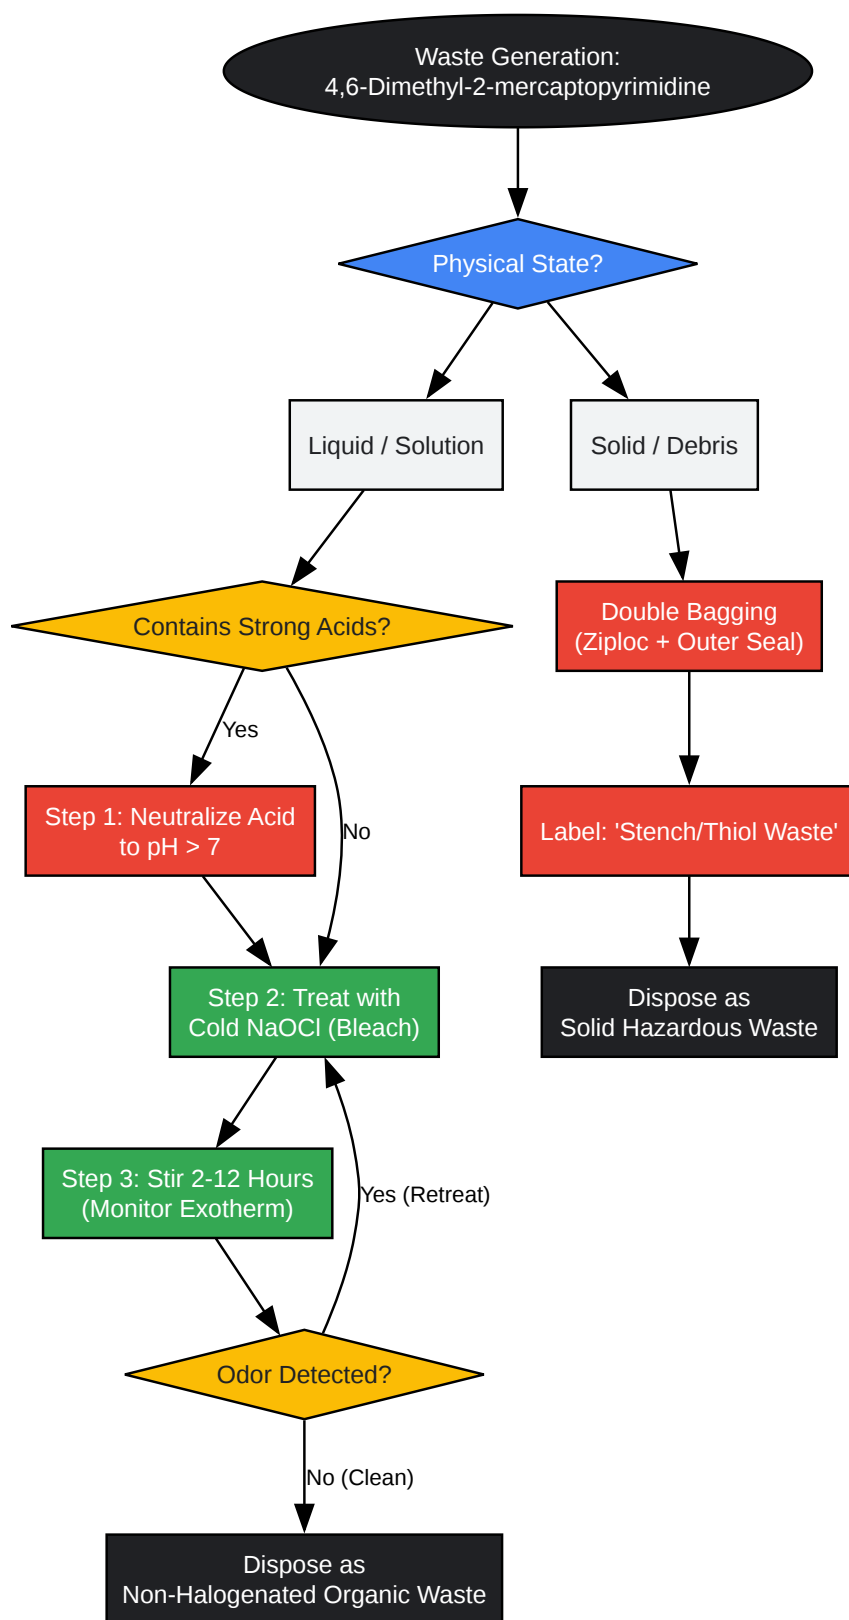 Waste Generation:
4,6-Dimethyl-2-mercaptopyrimidine
Physical State?
Liquid / Solution
Solid / Debris
Contains Strong Acids?
Double Bagging
(Ziploc + Outer Seal)
Yes
No
Step 1: Neutralize Acid
to pH > 7
Label: 'Stench/Thiol Waste'
Step 2: Treat with
Cold NaOCl (Bleach)
Dispose as
Solid Hazardous Waste
Step 3: Stir 2-12 Hours
(Monitor Exotherm)
Yes (Retreat)
Odor Detected?
No (Clean)
Dispose as
Non-Halogenated Organic Waste